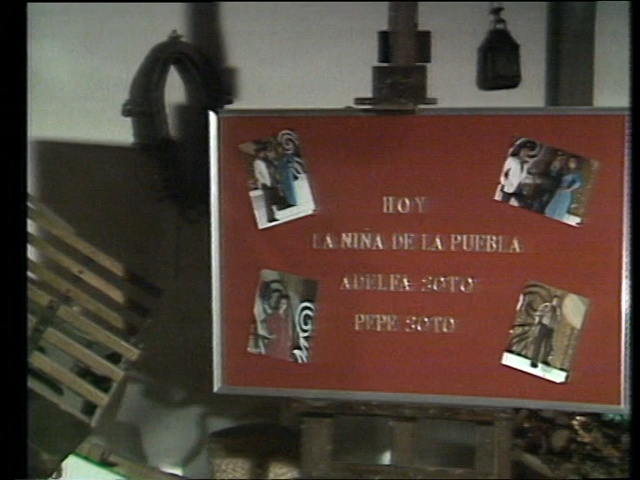 HOY
LA NIÑA DE LA PUEBLA
ADELFA SOTO
PEPE SOTO